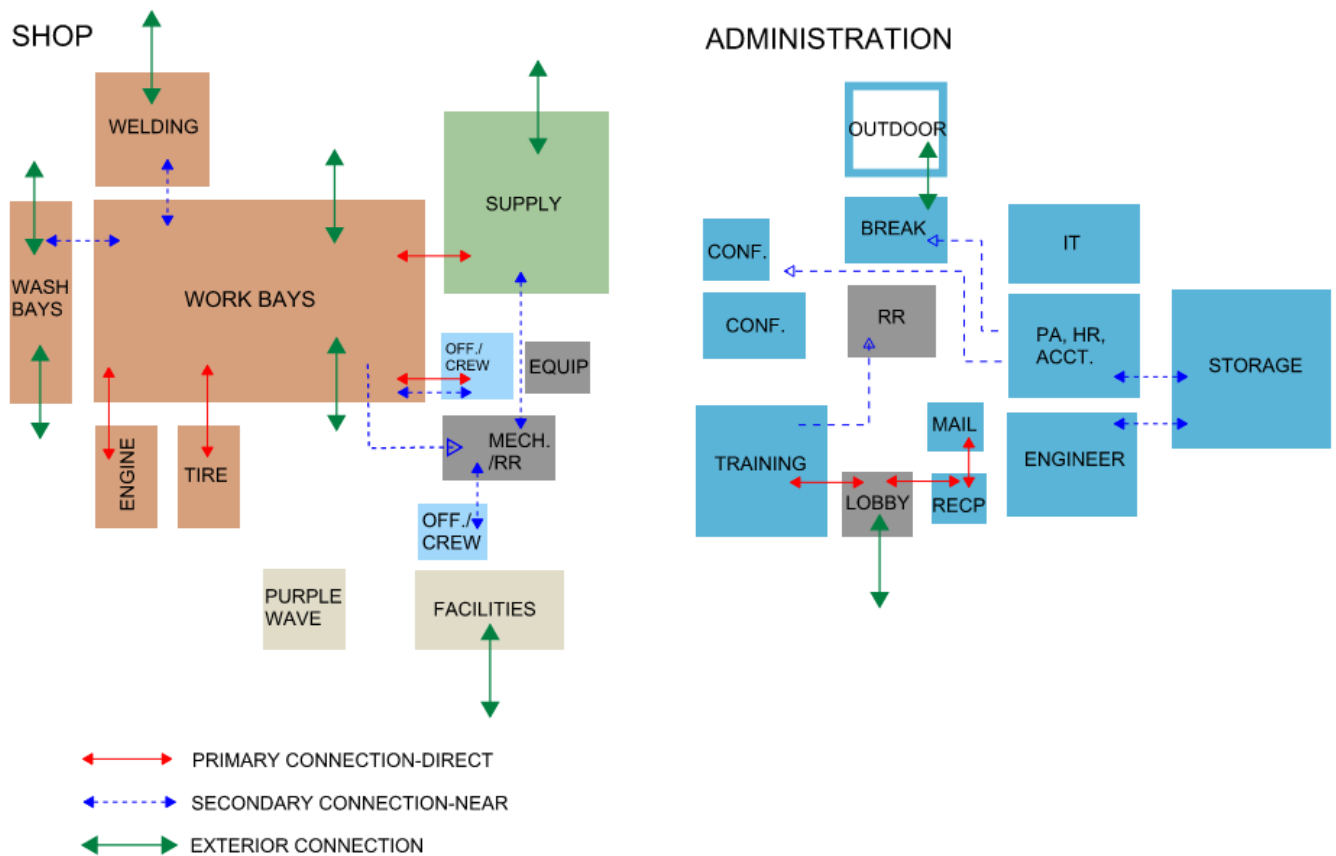 SHOP
ADMINISTRATION
WELDING
SUPPLY
WASH
BAYS
WORK BAYS
OFF./
CREW
EQUIP
ENGINE
TIRE
MECH.
/RR
OFF./
CREW
PURPLE
WAVE
FACILITIES
OUTDOOR
BREAK
CONF.
IT
CONF.
RR
PA, HR,
ACCT.
STORAGE
TRAINING
MAIL
ENGINEER
LOBBY
RECP
PRIMARY CONNECTION-DIRECT
SECONDARY CONNECTION-NEAR
EXTERIOR CONNECTION